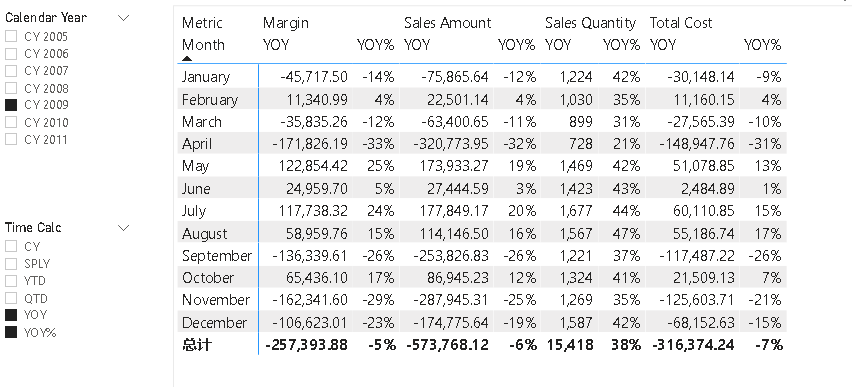 Calendar Year
CY 2005
CY 2006
CY 2007
CY 2008
CY 2009
CY 2010
CY 2011
Time Calc
CY
SPLY
YTD
QTD
YOY
YOY%
Metric Margin Sales Amount Sales Quantity Total Cost
Month YOY YOY% YOY YOY% YOY YOY% YOY YOY%
January -45,717.50 -14% -75,865.64 -12% 1,224 42% -30,148.14 -9%
February 11,340.99 4% 22,501.14 4% 1,030 35% 11,160.15 4%
March -35,835.26 -12% -63,400.65 -11% 899 31% -27,565.39 -10%
April -171,826.19 -33% -320,773.95 -32% 728 21% -148,947.76 -31%
May 122,854.42 25% 173,933.27 19% 1,469 42% 51,078.85 13%
June 24,959.70 5% 27,444.59 3% 1,423 43% 2,484.89 1%
July 117,738.32 24% 177,849.17 20% 1,677 44% 60,110.85 15%
August 58,959.76 15% 114,146.50 16% 1,567 47% 55,186.74 17%
September -136,339.61 -26% -253,826.83 -26% 1,221 37% -117,487.22 -26%
October 65,436.10 17% 86,945.23 12% 1,324 41% 21,509.13 7%
November -162,341.60 -29% -287,945.31 -25% 1,269 35% -125,603.71 -21%
December -106,623.01 -23% -174,775.64 -19% 1,587 42% -68,152.63 -15%
总计 -257,393.88 -5% -573,768.12 -6% 15,418 38% -316,374.24 -7%